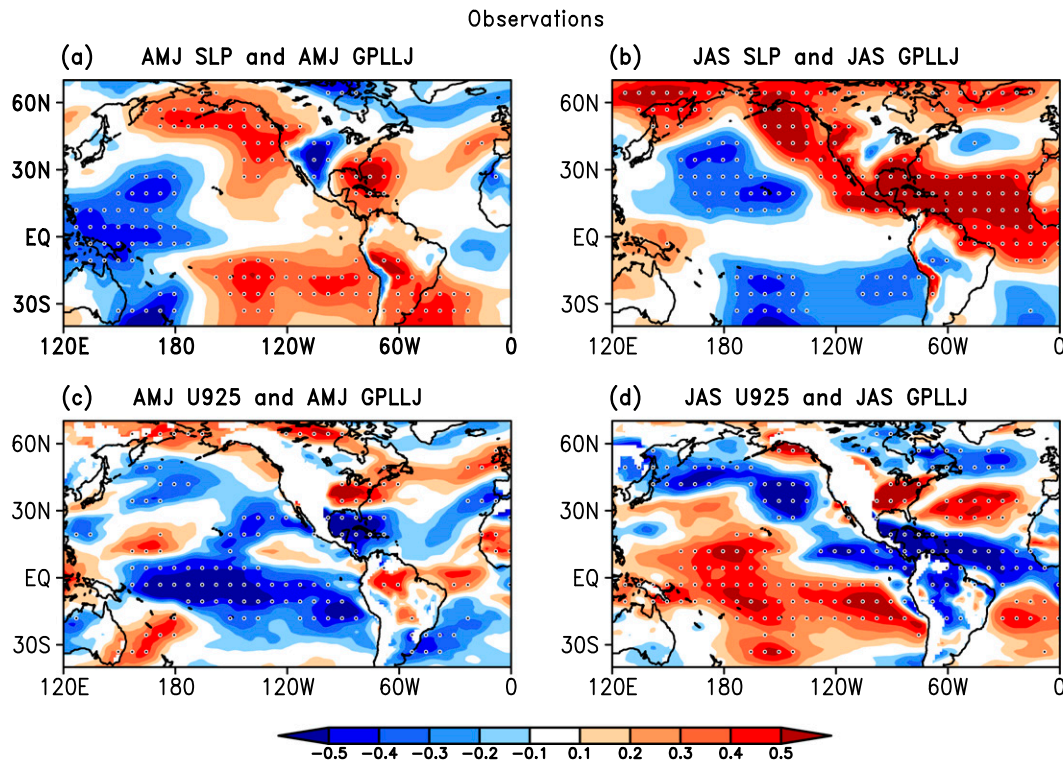 Observations
(a) AMJ SLP and AMJ GPLLJ
(b) JAS SLP and JAS GPLLJ
60N
30N
EQ
30S
120E 180 120W 60W 0
60N
30N
EQ
30S
120E 180 120W 60W 0
(c) AMJ U925 and AMJ GPLLJ
(d) JAS U925 and JAS GPLLJ
60N
30N
EQ
30S
120E 180 120W 60W 0
60N
30N
EQ
30S
120E 180 120W 60W 0
-0.5 -0.4 -0.3 -0.2 -0.1 0.1 0.2 0.3 0.4 0.5